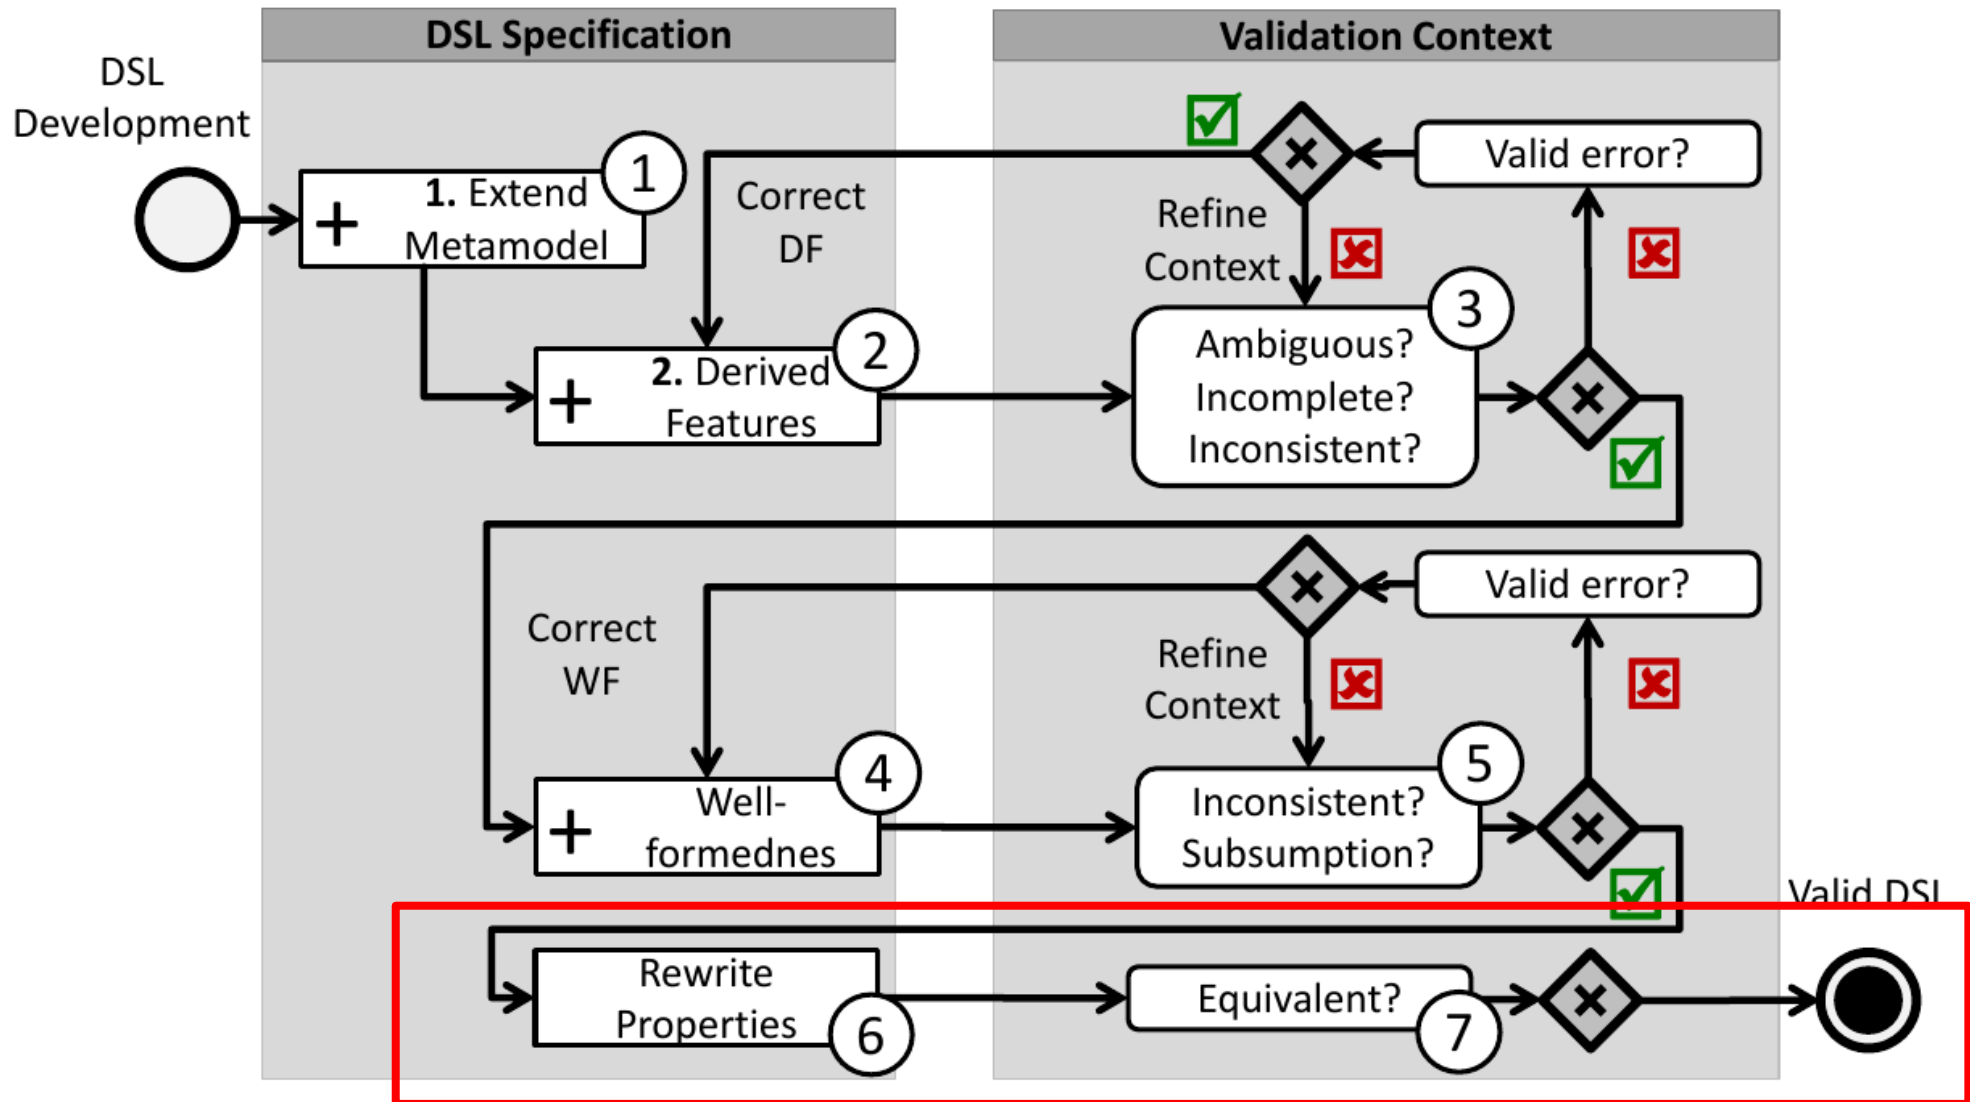 DSL Specification
Validation Context
DSL
Development
1. Extend
Metamodel
1
Correct
DF
Valid error?
Refine
Context
2. Derived
Features
2
Ambiguous?
Incomplete?
Inconsistent?
3
Correct
WF
Valid error?
Refine
Context
Well-
formednes
4
Inconsistent?
Subsumption?
5
Valid DSL
Rewrite
Properties
6
Equivalent?
7